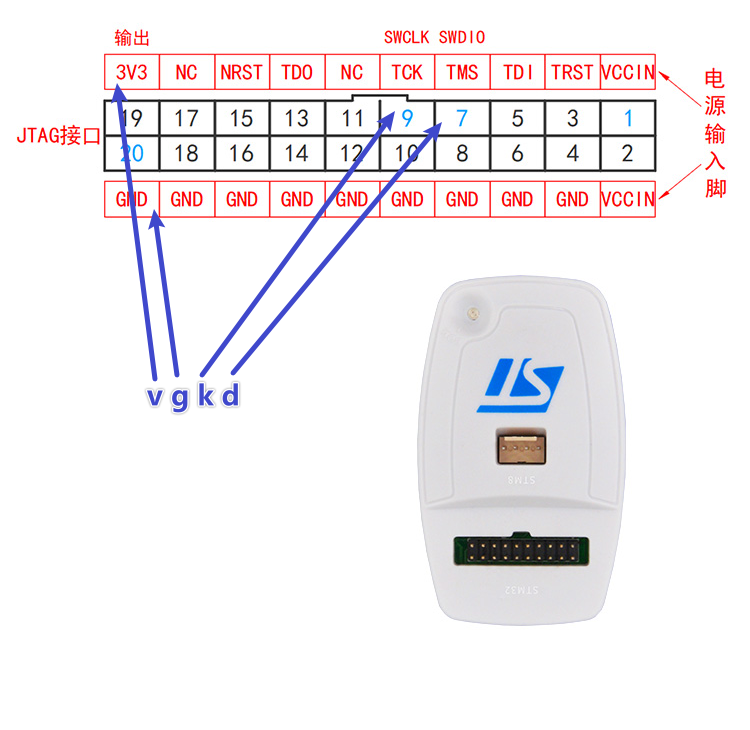 输出 SWCLK SWDIO
3V3 NC NRST TDO NC TCK TMS TDI TRST VCCIN
19 17 15 13 11 9 7 5 3 1
JTAG接口
20 18 16 14 12 10 8 6 4 2
GND GND GND GND GND GND GND GND GND VCCIN
电源输入脚
v g k d
STM8
STM32